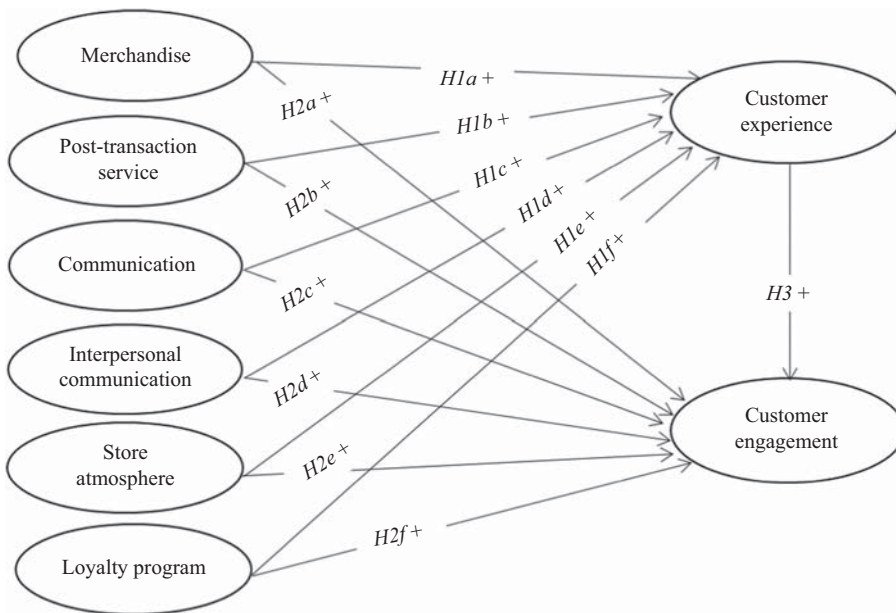 Merchandise
Post-transaction
service
Communication
Interpersonal
communication
Store
atmosphere
Loyalty program
H1a +
H2a +
H1b +
H1c +
H2b +
H1d +
H1e +
H1f +
H2c +
H2d +
H2e +
H2f +
Customer
experience
H3 +
Customer
engagement